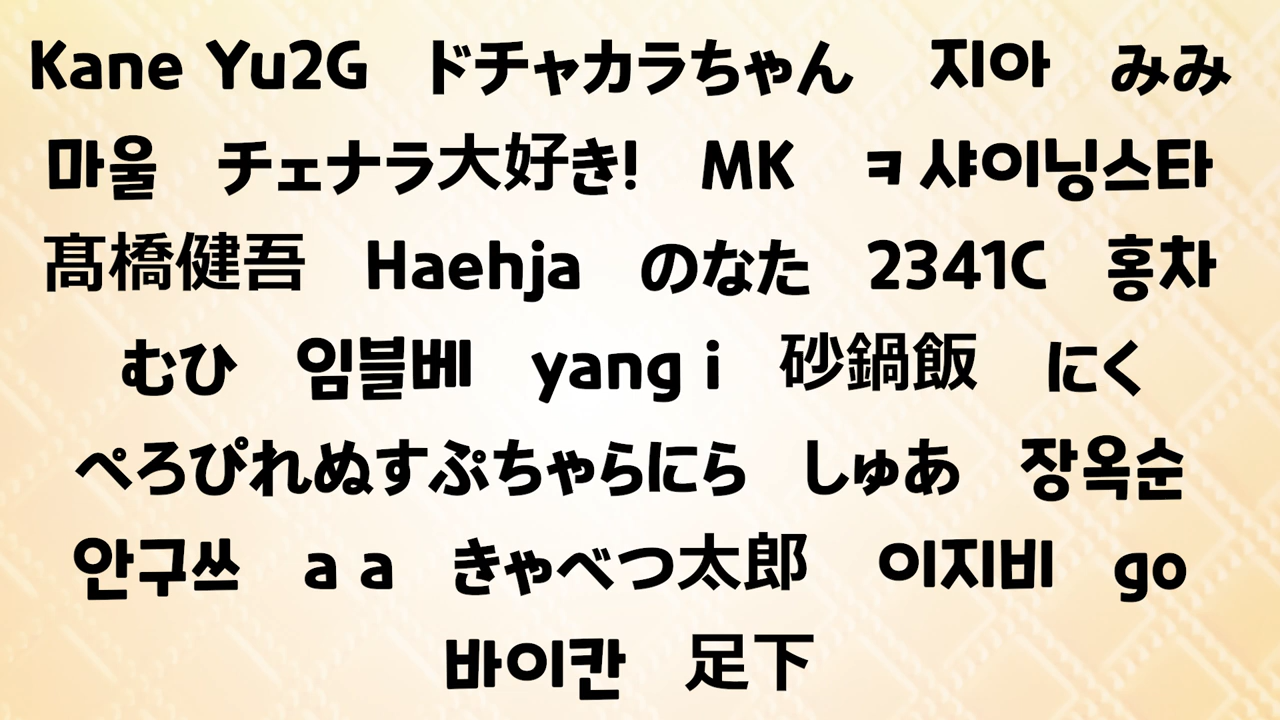 Kane Yu2G ドチャカラちゃん 지아 みみ
마울 チェナラ大好き! MK ㅋ샤이닝스타
髙橋健吾 Haehja のなた 2341C 홍차
むひ 임블베 yang i 砂鍋飯 にく
ぺろぴれぬすぷちゃらにら しゅあ 장옥순
안구쓰 a a きゃべつ太郎 이지비 go
바이칸 足下